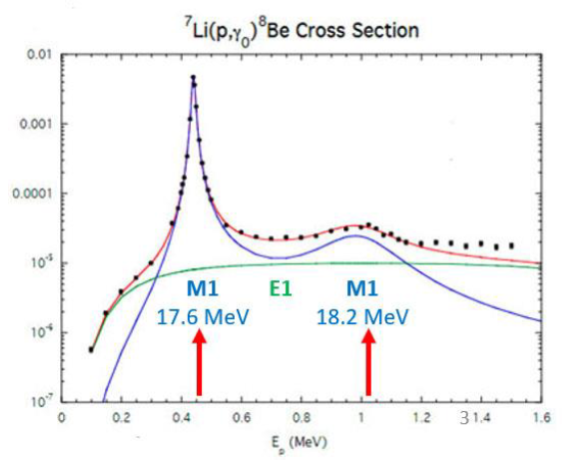 ⁷Li(p,γ₀)⁸Be Cross Section
0.01
0.001
0.0001
10⁻⁵
10⁻⁶
10⁻⁷
M1 E1 M1
17.6 MeV 18.2 MeV
0 0.2 0.4 0.6 0.8 1 1.2 31.4 1.6
Eₚ (MeV)